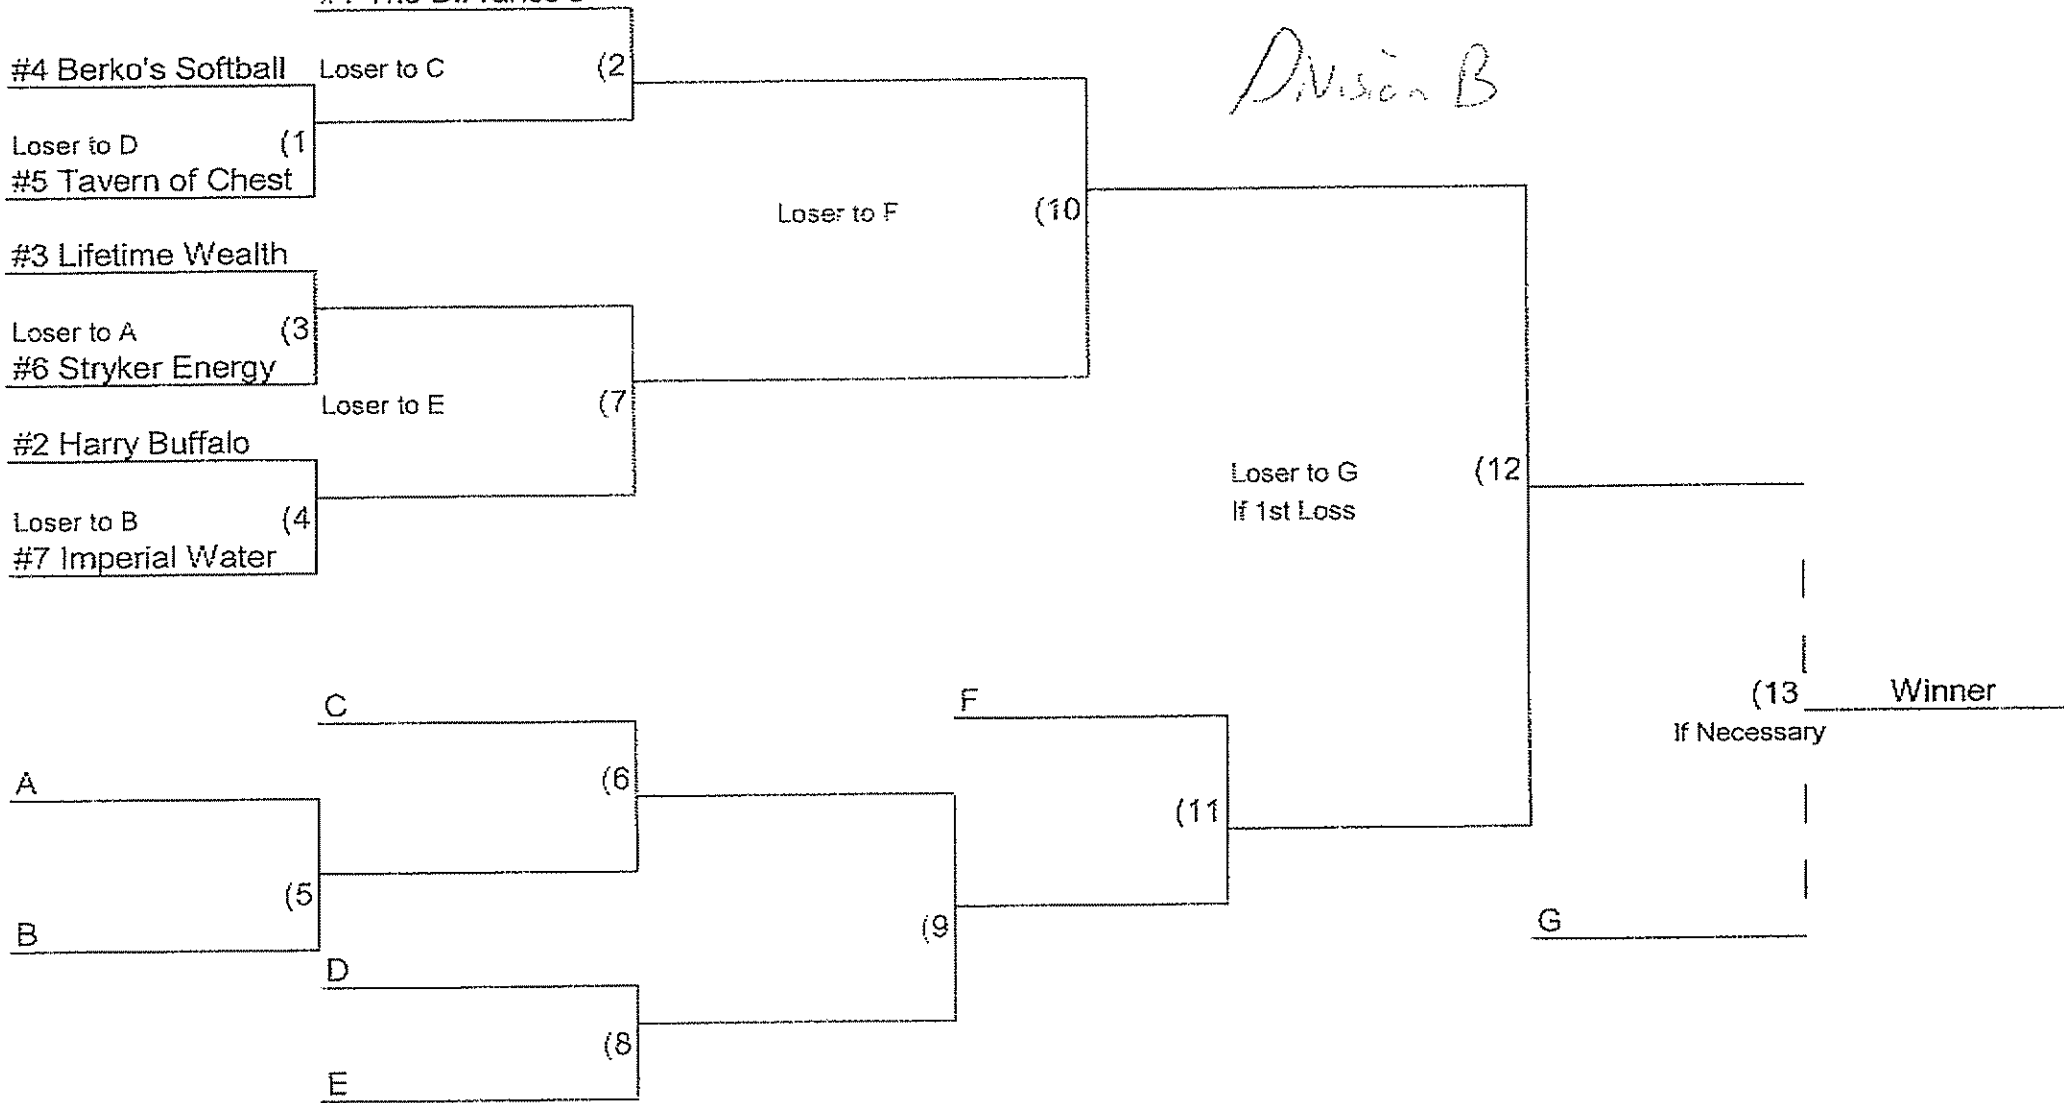 Division B
#4 Berko's Softball
Loser to C
(2
Loser to D
(1
#5 Tavern of Chest
Loser to F
(10
#3 Lifetime Wealth
Loser to A
(3
#6 Stryker Energy
Loser to E
(7
#2 Harry Buffalo
Loser to B
(4
#7 Imperial Water
Loser to G
If 1st Loss
(12
(13
Winner
If Necessary
C
F
A
(6
(11
(5
B
(9
G
D
(8
E